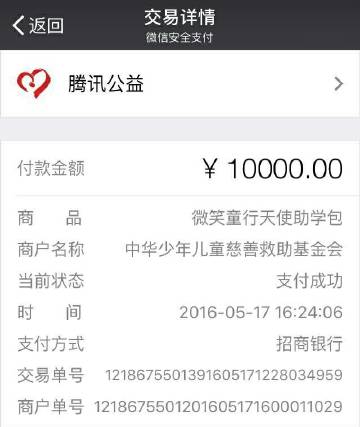 返回 交易详情
微信安全支付
腾讯公益
付款金额 ¥ 10000.00
商 品 微笑童行天使助学包
商户名称 中华少年儿童慈善救助基金会
当前状态 支付成功
时 间 2016-05-17 16:24:06
支付方式 招商银行
交易单号 1218675501391605171228034959
商户单号 1218675501201605171600011029